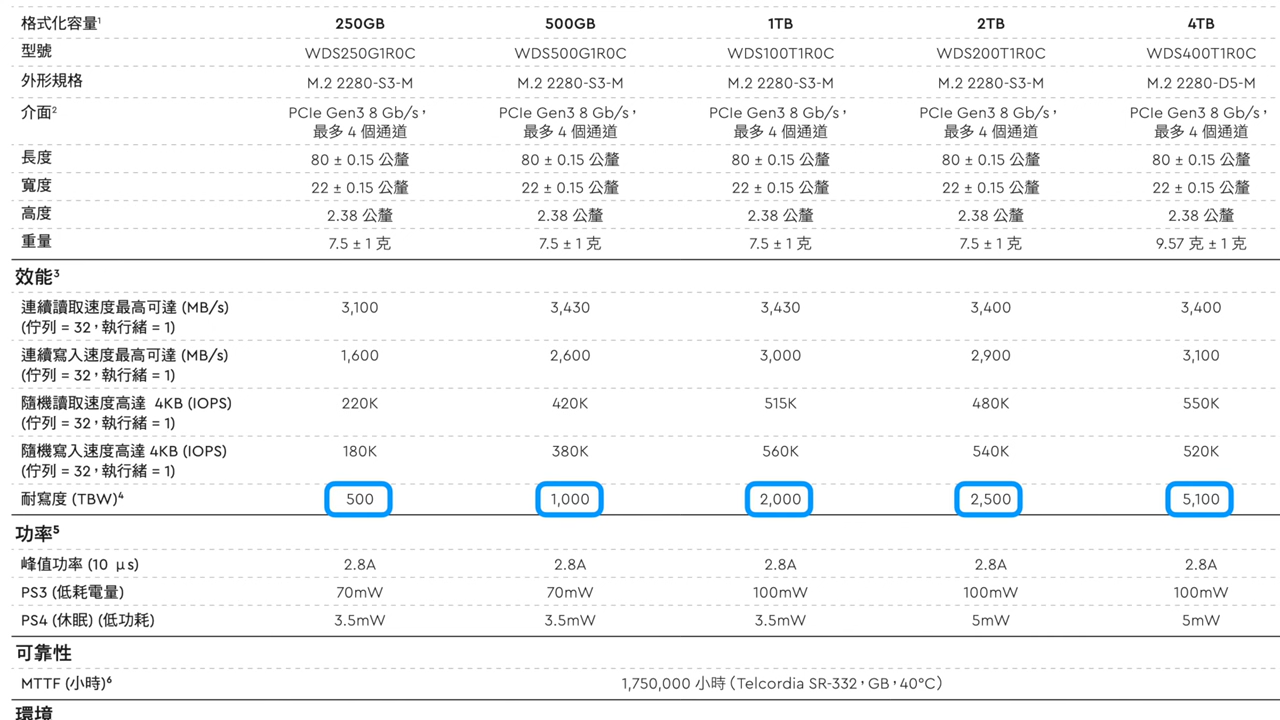 格式化容量¹ 250GB 500GB 1TB 2TB 4TB
型號 WDS250G1R0C WDS500G1R0C WDS100T1R0C WDS200T1R0C WDS400T1R0C
外形規格 M.2 2280-S3-M M.2 2280-S3-M M.2 2280-S3-M M.2 2280-S3-M M.2 2280-D5-M
介面² PCIe Gen3 8 Gb/s， PCIe Gen3 8 Gb/s， PCIe Gen3 8 Gb/s， PCIe Gen3 8 Gb/s， PCIe Gen3 8 Gb/s，
最多 4 個通道 最多 4 個通道 最多 4 個通道 最多 4 個通道 最多 4 個通道
長度 80 ± 0.15 公釐 80 ± 0.15 公釐 80 ± 0.15 公釐 80 ± 0.15 公釐 80 ± 0.15 公釐
寬度 22 ± 0.15 公釐 22 ± 0.15 公釐 22 ± 0.15 公釐 22 ± 0.15 公釐 22 ± 0.15 公釐
高度 2.38 公釐 2.38 公釐 2.38 公釐 2.38 公釐 2.38 公釐
重量 7.5 ± 1 克 7.5 ± 1 克 7.5 ± 1 克 7.5 ± 1 克 9.57 克 ± 1 克
效能³
連續讀取速度最高可達 (MB/s) 3,100 3,430 3,430 3,400 3,400
(佇列 = 32，執行緒 = 1)
連續寫入速度最高可達 (MB/s) 1,600 2,600 3,000 2,900 3,100
(佇列 = 32，執行緒 = 1)
隨機讀取速度高達 4KB (IOPS) 220K 420K 515K 480K 550K
(佇列 = 32，執行緒 = 1)
隨機寫入速度高達 4KB (IOPS) 180K 380K 560K 540K 520K
(佇列 = 32，執行緒 = 1)
耐寫度 (TBW)⁴ 500 1,000 2,000 2,500 5,100
功率⁵
峰值功率 (10 μs) 2.8A 2.8A 2.8A 2.8A 2.8A
PS3 (低耗電量) 70mW 70mW 100mW 100mW 100mW
PS4 (休眠) (低功耗) 3.5mW 3.5mW 3.5mW 5mW 5mW
可靠性
MTTF (小時)⁶ 1,750,000 小時 (Telcordia SR-332，GB，40°C)
環境